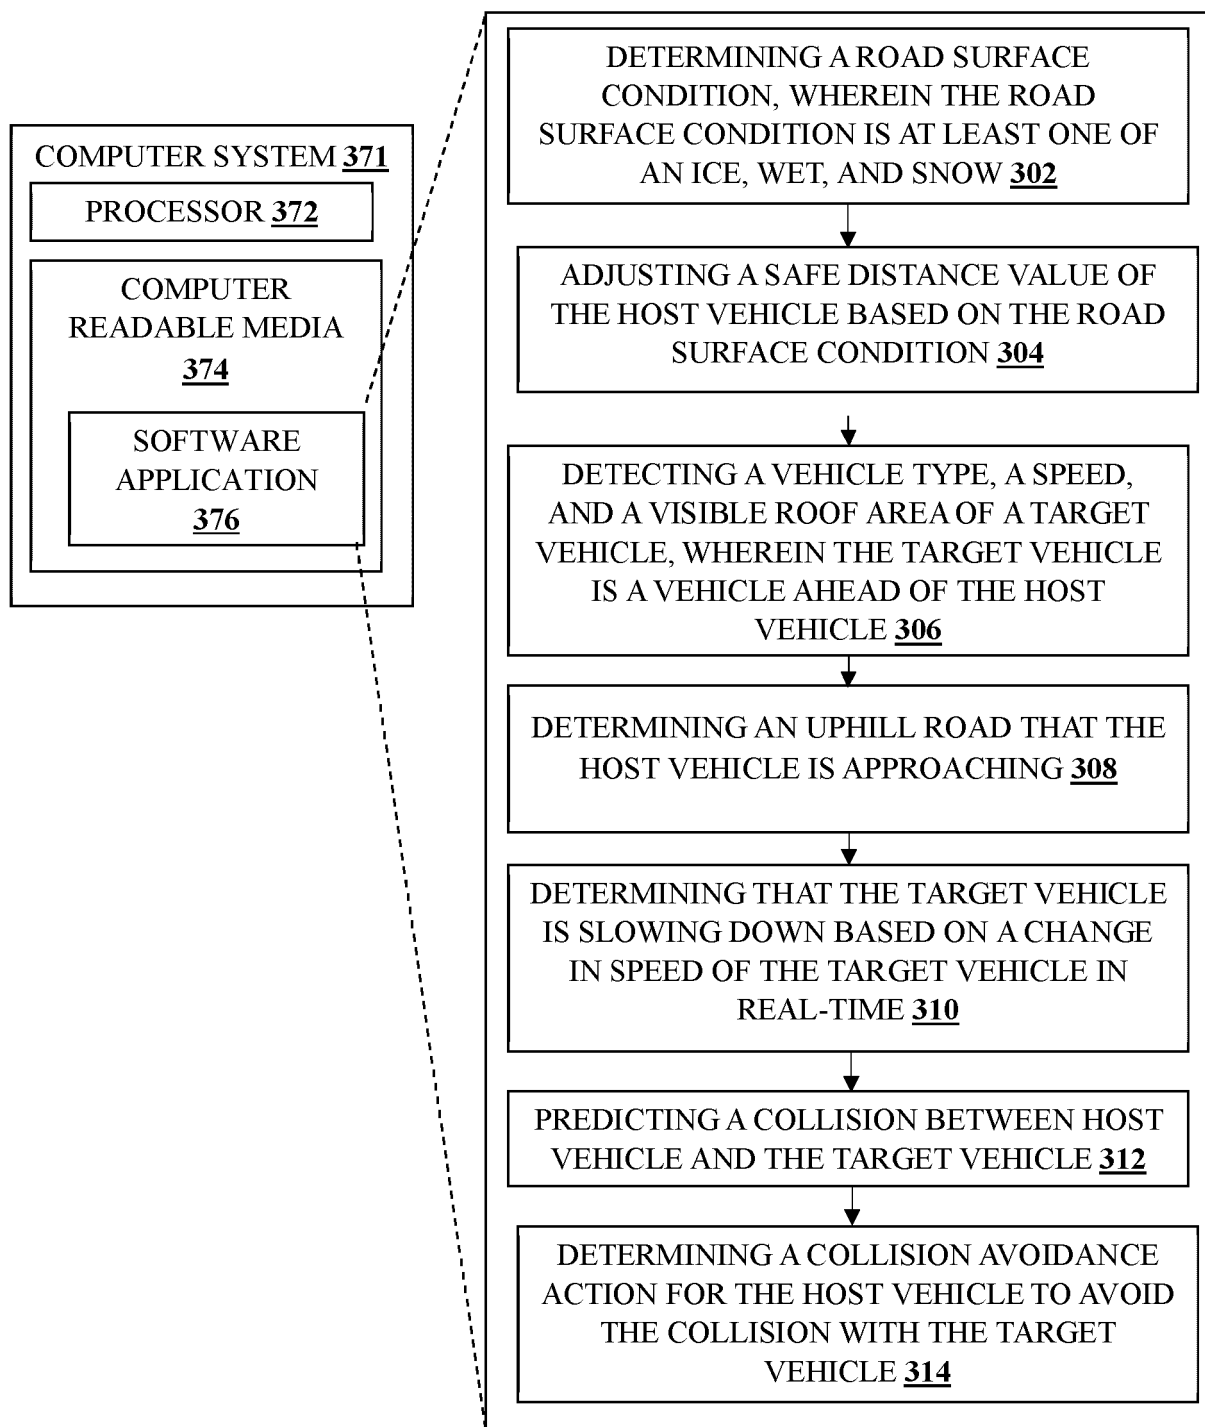 COMPUTER SYSTEM 371
PROCESSOR 372
COMPUTER
READABLE MEDIA
374
SOFTWARE
APPLICATION
376
DETERMINING A ROAD SURFACE
CONDITION, WHEREIN THE ROAD
SURFACE CONDITION IS AT LEAST ONE OF
AN ICE, WET, AND SNOW 302
ADJUSTING A SAFE DISTANCE VALUE OF
THE HOST VEHICLE BASED ON THE ROAD
SURFACE CONDITION 304
DETECTING A VEHICLE TYPE, A SPEED,
AND A VISIBLE ROOF AREA OF A TARGET
VEHICLE, WHEREIN THE TARGET VEHICLE
IS A VEHICLE AHEAD OF THE HOST
VEHICLE 306
DETERMINING AN UPHILL ROAD THAT THE
HOST VEHICLE IS APPROACHING 308
DETERMINING THAT THE TARGET VEHICLE
IS SLOWING DOWN BASED ON A CHANGE
IN SPEED OF THE TARGET VEHICLE IN
REAL-TIME 310
PREDICTING A COLLISION BETWEEN HOST
VEHICLE AND THE TARGET VEHICLE 312
DETERMINING A COLLISION AVOIDANCE
ACTION FOR THE HOST VEHICLE TO AVOID
THE COLLISION WITH THE TARGET
VEHICLE 314